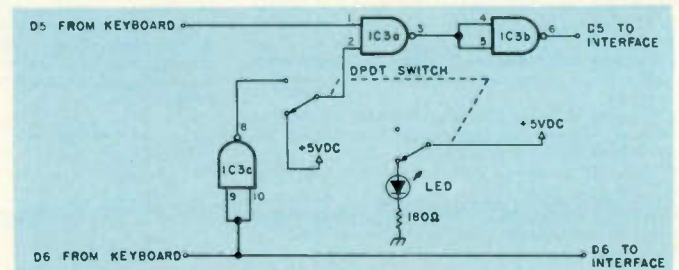 D5 FROM KEYBOARD
1
2
IC3a
3
4
5
IC3b
6
D5 TO
INTERFACE
DPDT SWITCH
8
+5VDC
+5VDC
IC3c
9 10
LED
180Ω
D6 FROM KEYBOARD
D6 TO
INTERFACE